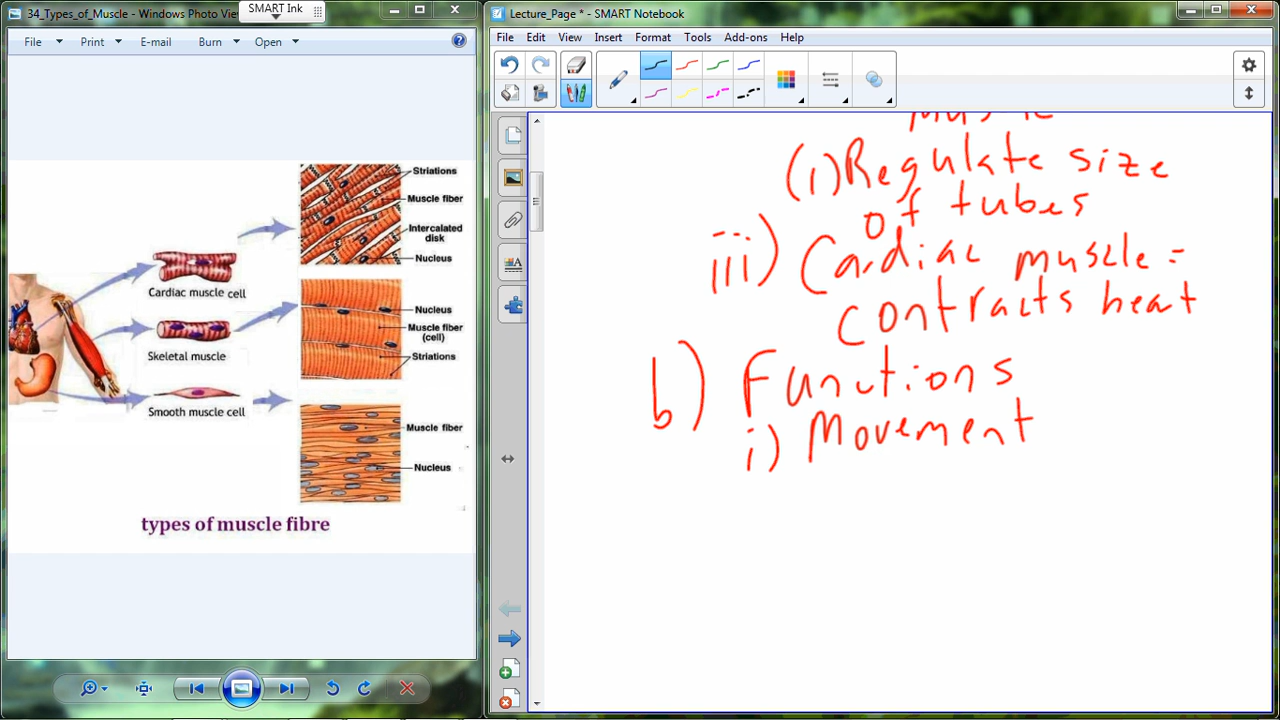 34_Types_of_Muscle - Windows Photo Vie
SMART Ink
File Print E-mail Burn Open
Striations
Muscle fiber
Intercalated
disk
Nucleus
Cardiac muscle cell
Nucleus
Muscle fiber
(cell)
Striations
Skeletal muscle
Smooth muscle cell
Muscle fiber
Nucleus
types of muscle fibre
Lecture_Page * - SMART Notebook
File Edit View Insert Format Tools Add-ons Help
(i) Regulate size
of tubes
iii) Cardiac muscle =
contracts heart
b) Functions
i) Movement